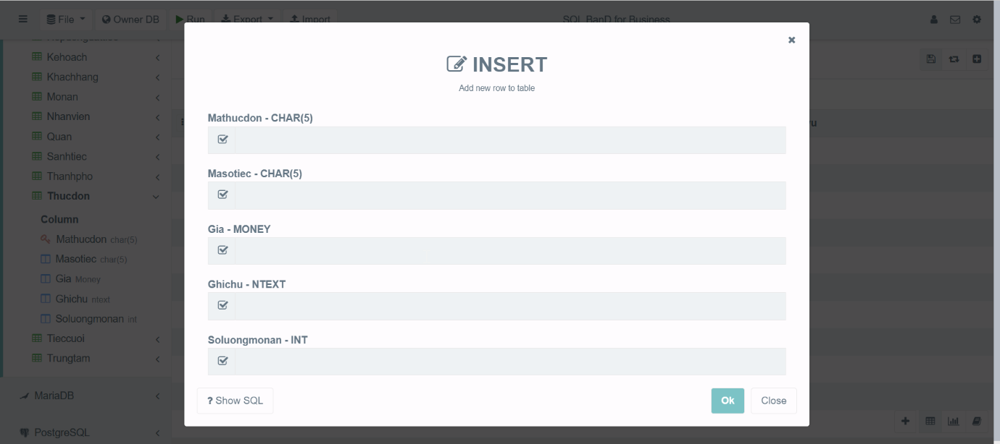 File
Owner DB
Run
Export
Import
SQL BanD for Business
Kehoach
Khachhang
Monan
Nhanvien
Quan
Sanhtiec
Thanhpho
Thucdon
Column
Mathucdon char(5)
Masotiec char(5)
Gia Money
Ghichu ntext
Soluongmonan int
Tieccuoi
Trungtam
MariaDB
PostgreSQL
INSERT
Add new row to table
Mathucdon - CHAR(5)
Masotiec - CHAR(5)
Gia - MONEY
Ghichu - NTEXT
Soluongmonan - INT
? Show SQL
Ok
Close